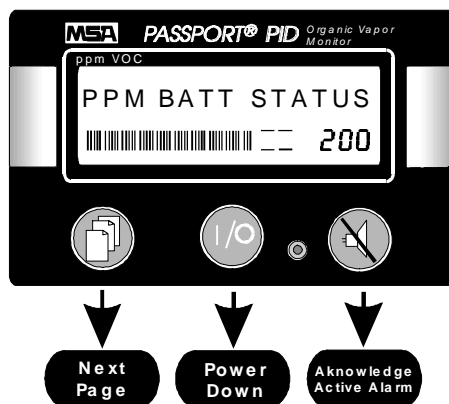 MSA PASSPORT® PID Organic Vapor Monitor
ppm VOC
PPM BATT STATUS
200
I/O
Next Page
Power Down
Aknowledge Active Alarm